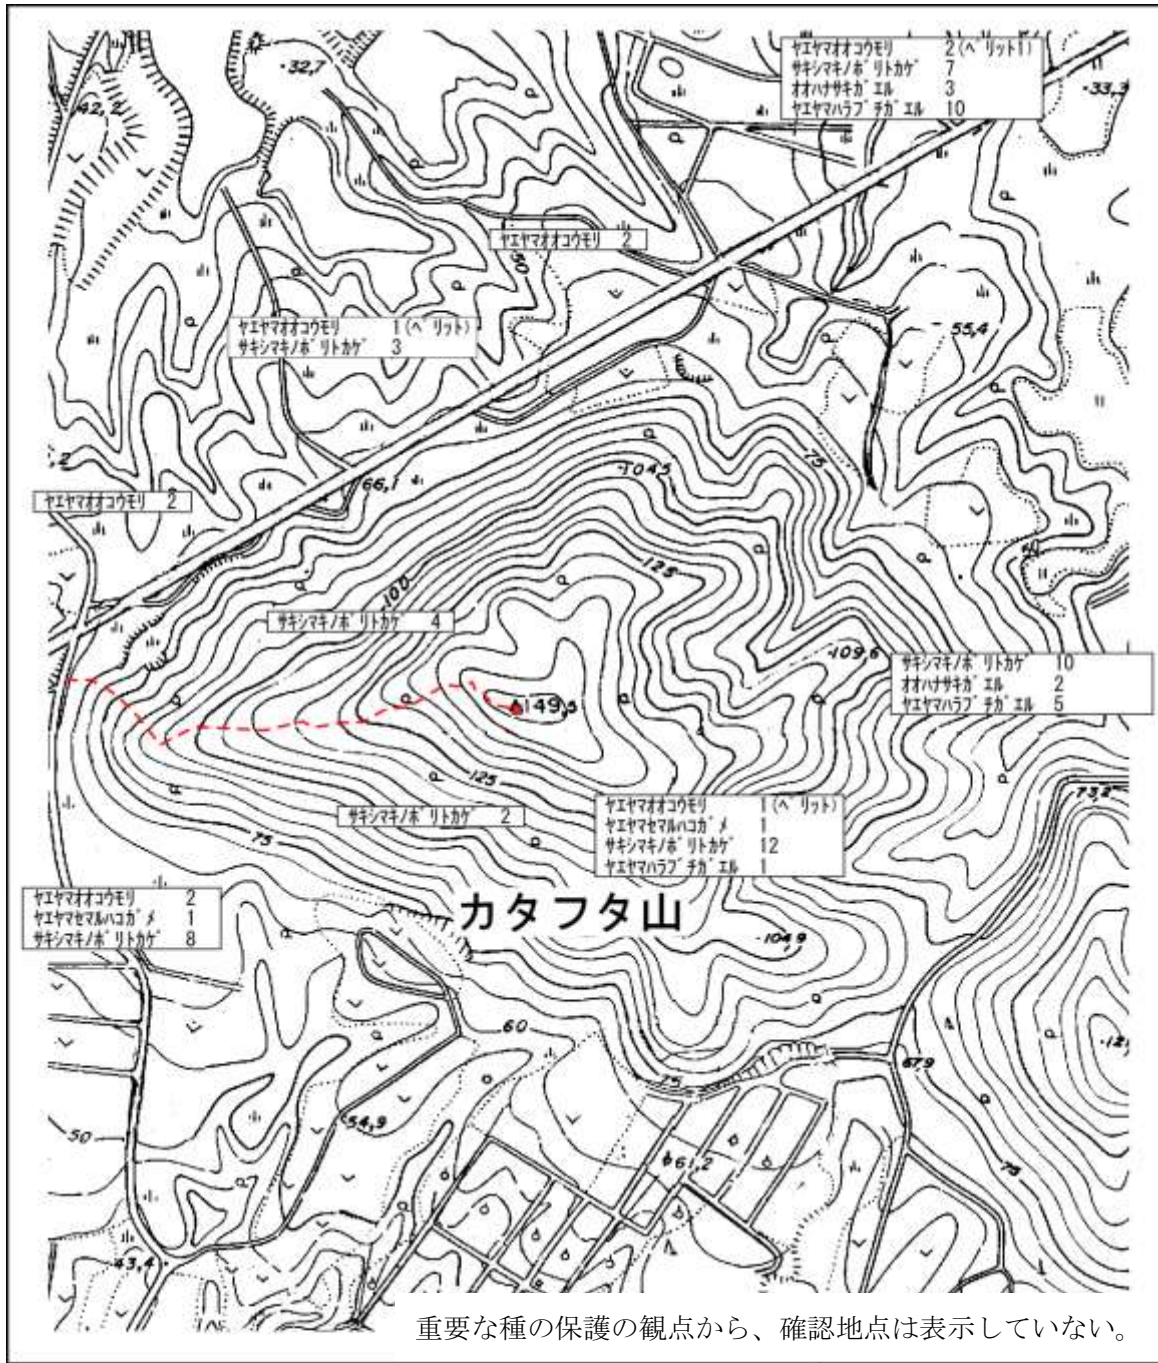 ヤエヤマオオコウモリ 2(ペリット1)
サキシマキノボリトカゲ 7
オオハナサキガエル 3
ヤエヤマハラブチガエル 10
32,7
42,2
33,3
ヤエヤマオオコウモリ 2
50
ヤエヤマオオコウモリ 1(ペリット)
サキシマキノボリトカゲ 3
55,4
75
104,5
66,1
ヤエヤマオオコウモリ 2
125
100
サキシマキノボリトカゲ 4
109,6
サキシマキノボリトカゲ 10
オオハナサキガエル 2
ヤエヤマハラブチガエル 5
149,5
125
73,2
サキシマキノボリトカゲ 2
ヤエヤマオオコウモリ 1(ペリット)
ヤエヤマセマルハコガメ 1
サキシマキノボリトカゲ 12
ヤエヤマハラブチガエル 1
75
ヤエヤマオオコウモリ 2
ヤエヤマセマルハコガメ 1
サキシマキノボリトカゲ 8
カタフタ山
104,9
60
67,9
75
54,9
50
61,2
75
43,4
重要な種の保護の観点から、確認地点は表示していない。